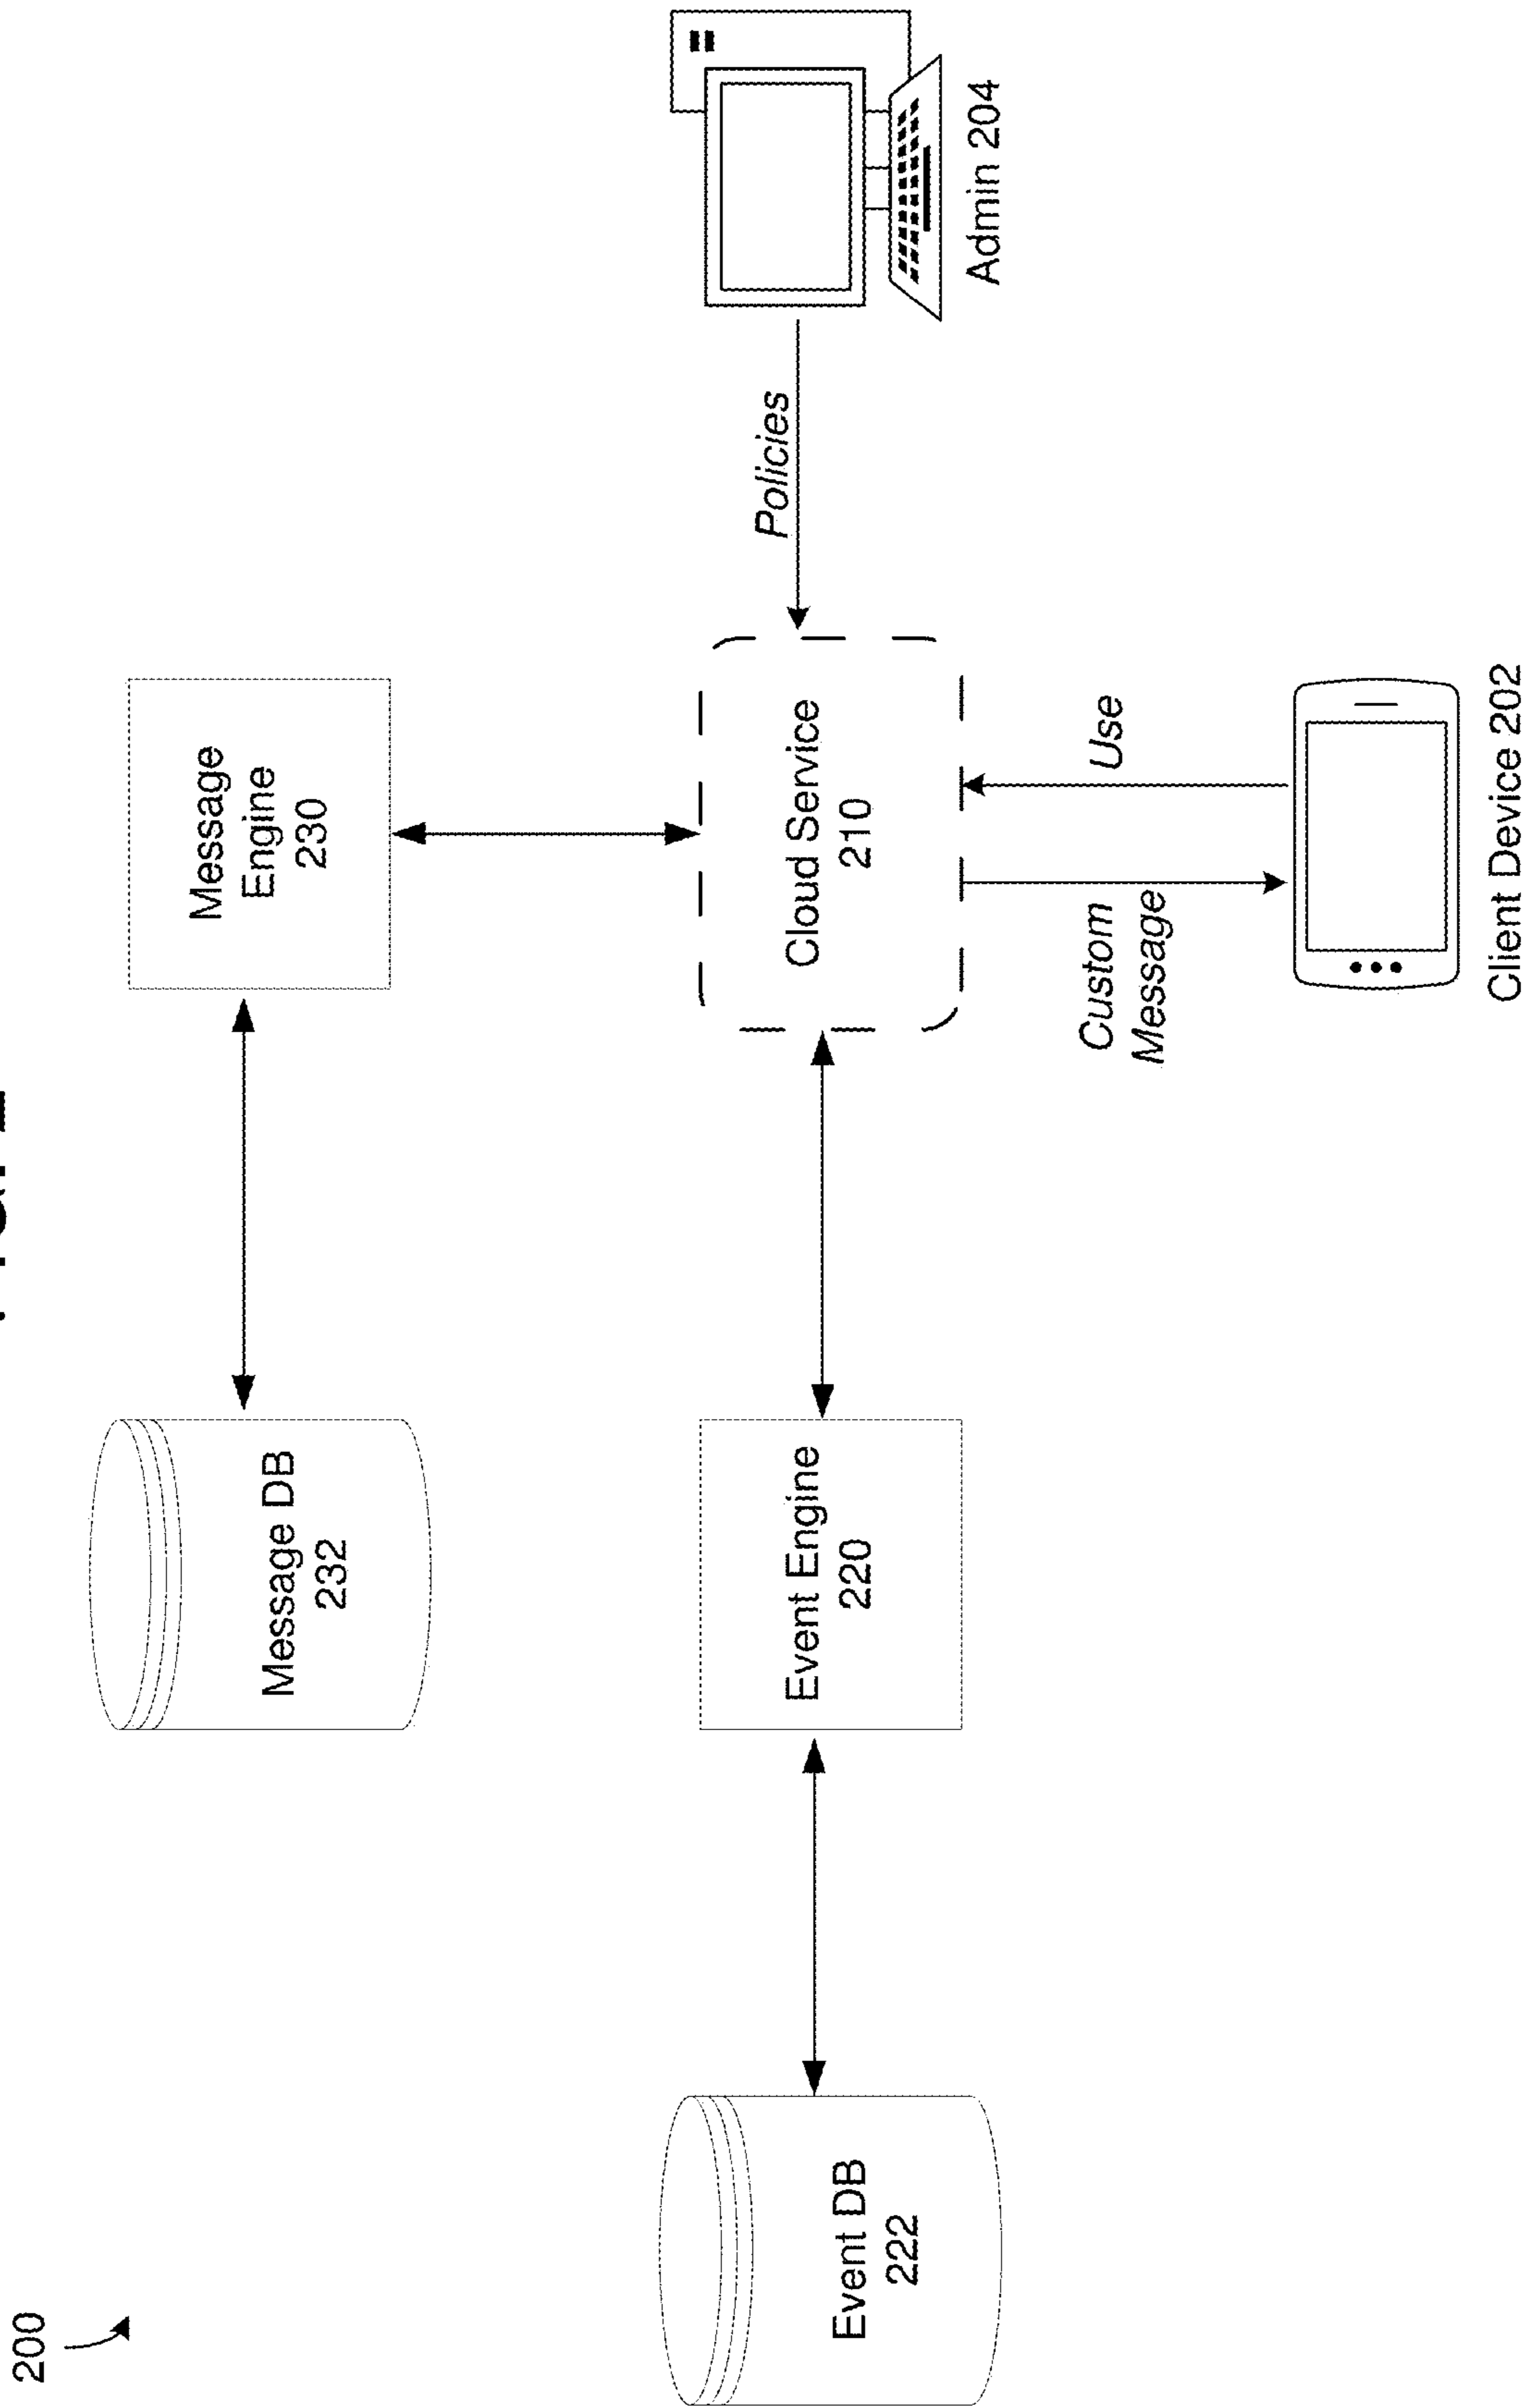 200
Message DB
232
Message
Engine
230
Event DB
222
Event Engine
220
Cloud Service
210
Policies
Admin 204
Custom
Message
Use
Client Device 202